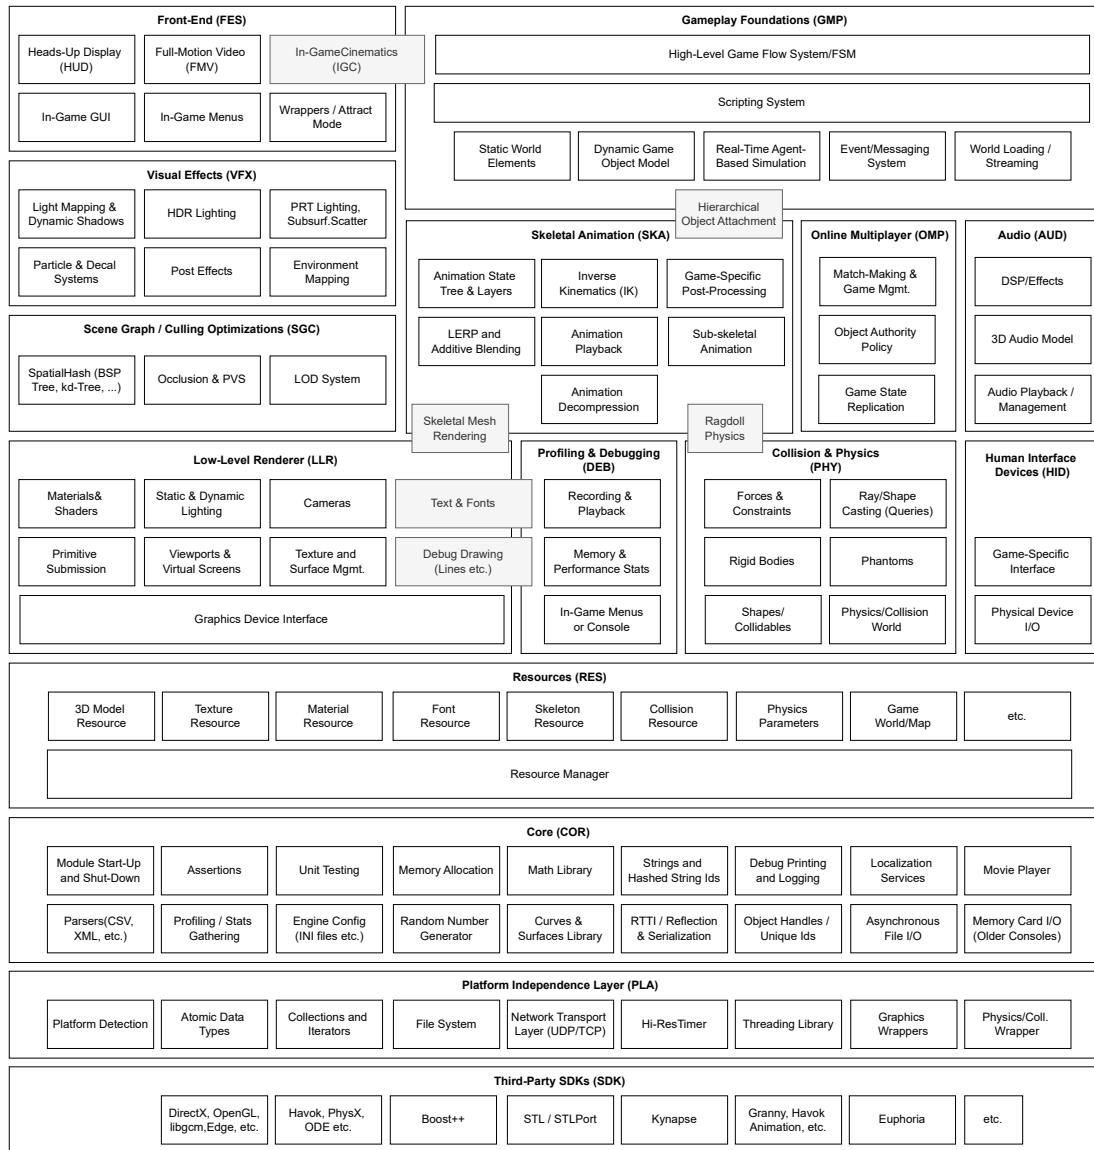 Front-End (FES)
Heads-Up Display
(HUD)
Full-Motion Video
(FMV)
In-GameCinematics
(IGC)
In-Game GUI
In-Game Menus
Wrappers / Attract
Mode
Gameplay Foundations (GMP)
High-Level Game Flow System/FSM
Scripting System
Static World
Elements
Dynamic Game
Object Model
Real-Time Agent-
Based Simulation
Event/Messaging
System
World Loading /
Streaming
Hierarchical
Object Attachment
Visual Effects (VFX)
Light Mapping &
Dynamic Shadows
HDR Lighting
PRT Lighting,
Subsurf.Scatter
Particle & Decal
Systems
Post Effects
Environment
Mapping
Skeletal Animation (SKA)
Animation State
Tree & Layers
Inverse
Kinematics (IK)
Game-Specific
Post-Processing
LERP and
Additive Blending
Animation
Playback
Sub-skeletal
Animation
Animation
Decompression
Online Multiplayer (OMP)
Match-Making &
Game Mgmt.
Object Authority
Policy
Game State
Replication
Audio (AUD)
DSP/Effects
3D Audio Model
Audio Playback /
Management
Scene Graph / Culling Optimizations (SGC)
SpatialHash (BSP
Tree, kd-Tree, ...)
Occlusion & PVS
LOD System
Skeletal Mesh
Rendering
Ragdoll
Physics
Low-Level Renderer (LLR)
Materials&
Shaders
Static & Dynamic
Lighting
Cameras
Text & Fonts
Primitive
Submission
Viewports &
Virtual Screens
Texture and
Surface Mgmt.
Debug Drawing
(Lines etc.)
Graphics Device Interface
Profiling & Debugging
(DEB)
Recording &
Playback
Memory &
Performance Stats
In-Game Menus
or Console
Collision & Physics
(PHY)
Forces &
Constraints
Ray/Shape
Casting (Queries)
Rigid Bodies
Phantoms
Shapes/
Collidables
Physics/Collision
World
Human Interface
Devices (HID)
Game-Specific
Interface
Physical Device
I/O
Resources (RES)
3D Model
Resource
Texture
Resource
Material
Resource
Font
Resource
Skeleton
Resource
Collision
Resource
Physics
Parameters
Game
World/Map
etc.
Resource Manager
Core (COR)
Module Start-Up
and Shut-Down
Assertions
Unit Testing
Memory Allocation
Math Library
Strings and
Hashed String Ids
Debug Printing
and Logging
Localization
Services
Movie Player
Parsers(CSV,
XML, etc.)
Profiling / Stats
Gathering
Engine Config
(INI files etc.)
Random Number
Generator
Curves &
Surfaces Library
RTTI / Reflection
& Serialization
Object Handles /
Unique Ids
Asynchronous
File I/O
Memory Card I/O
(Older Consoles)
Platform Independence Layer (PLA)
Platform Detection
Atomic Data
Types
Collections and
Iterators
File System
Network Transport
Layer (UDP/TCP)
Hi-ResTimer
Threading Library
Graphics
Wrappers
Physics/Coll.
Wrapper
Third-Party SDKs (SDK)
DirectX, OpenGL,
libgcm,Edge, etc.
Havok, PhysX,
ODE etc.
Boost++
STL / STLPort
Kynapse
Granny, Havok
Animation, etc.
Euphoria
etc.